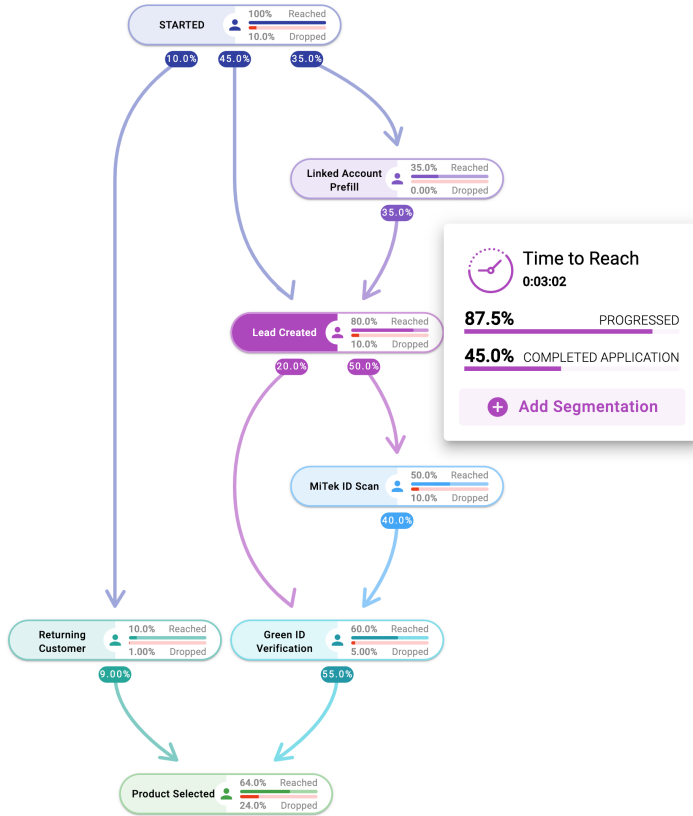 STARTED
100% Reached
10.0% Dropped
10.0% 45.0% 35.0%
Linked Account
Prefill
35.0% Reached
0.00% Dropped
35.0%
Time to Reach
0:03:02
87.5% PROGRESSED
45.0% COMPLETED APPLICATION
Add Segmentation
Lead Created
80.0% Reached
10.0% Dropped
20.0% 50.0%
MiTek ID Scan
50.0% Reached
10.0% Dropped
40.0%
Returning
Customer
10.0% Reached
1.00% Dropped
9.00%
Green ID
Verification
60.0% Reached
5.00% Dropped
55.0%
Product Selected
64.0% Reached
24.0% Dropped